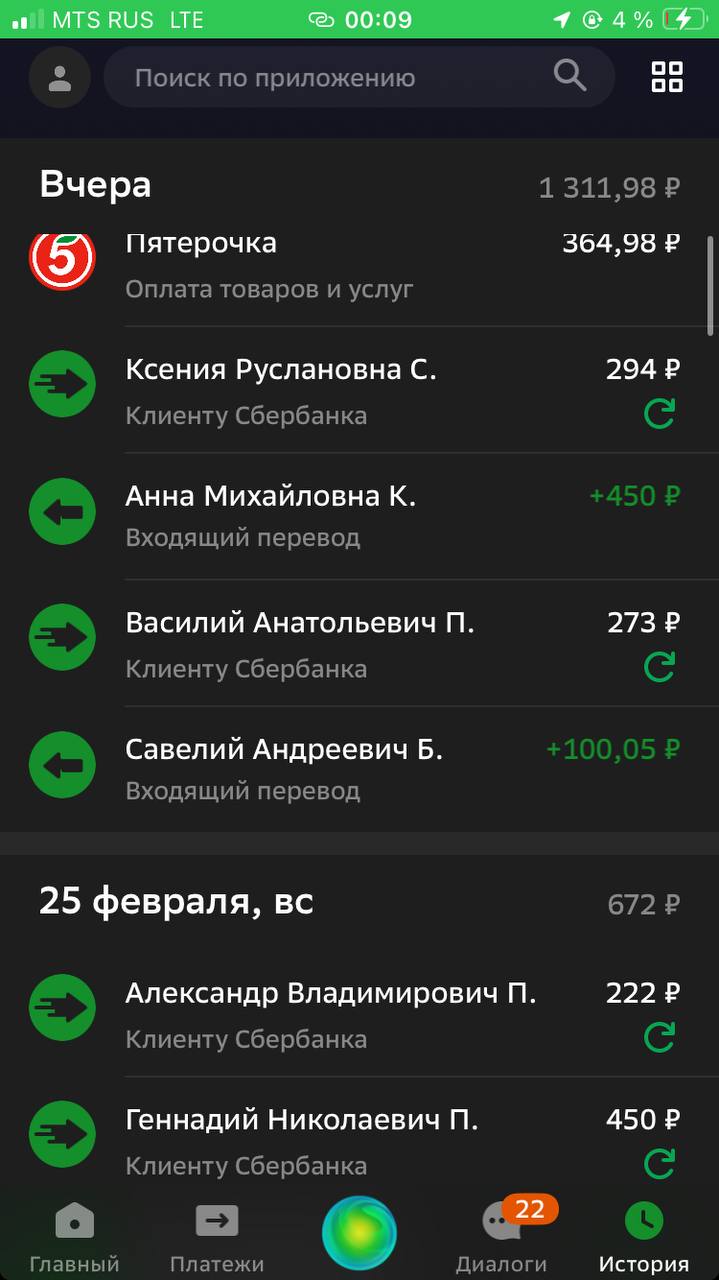 MTS RUS LTE 00:09 4 %
Поиск по приложению
Вчера 1 311,98 ₽
5 Пятерочка 364,98 ₽
Оплата товаров и услуг
Ксения Руслановна С. 294 ₽
Клиенту Сбербанка
Анна Михайловна К. +450 ₽
Входящий перевод
Василий Анатольевич П. 273 ₽
Клиенту Сбербанка
Савелий Андреевич Б. +100,05 ₽
Входящий перевод
25 февраля, вс 672 ₽
Александр Владимирович П. 222 ₽
Клиенту Сбербанка
Геннадий Николаевич П. 450 ₽
Клиенту Сбербанка
22
Главный Платежи Диалоги История